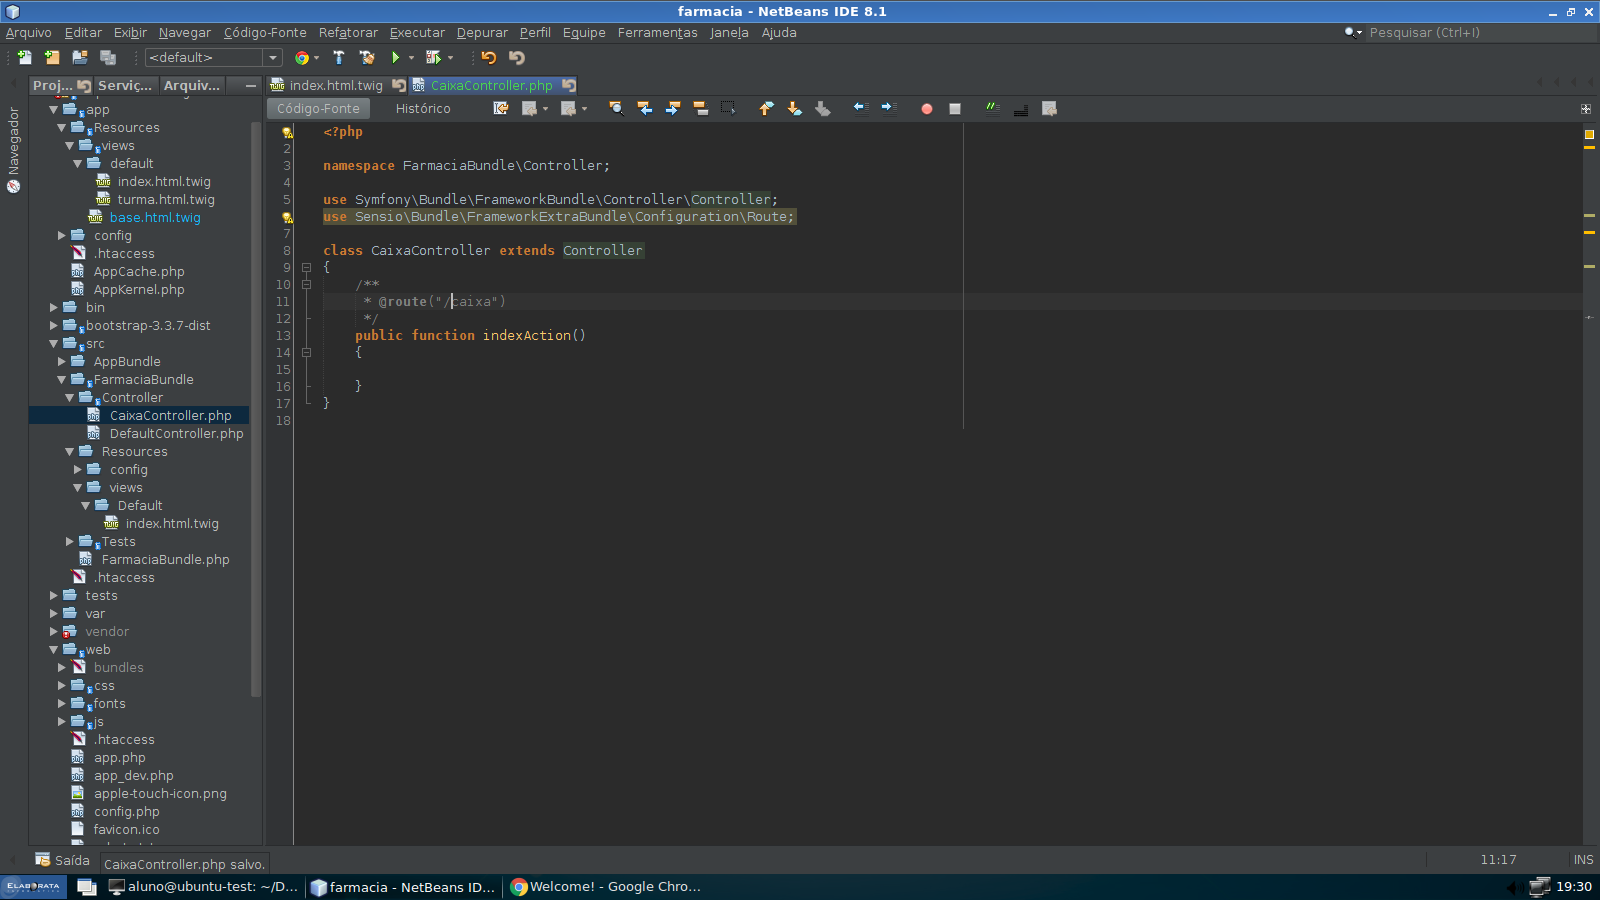 farmacia - NetBeans IDE 8.1
Arquivo Editar Exibir Navegar Código-Fonte Refatorar Executar Depurar Perfil Equipe Ferramentas Janela Ajuda
Pesquisar (Ctrl+I)
<default>
Proj... Serviç... Arquiv...
index.html.twig CaixaController.php
Código-Fonte Histórico
Navegador
app
Resources
views
default
index.html.twig
turma.html.twig
base.html.twig
config
.htaccess
AppCache.php
AppKernel.php
bin
bootstrap-3.3.7-dist
src
AppBundle
FarmaciaBundle
Controller
CaixaController.php
DefaultController.php
Resources
config
views
Default
index.html.twig
Tests
FarmaciaBundle.php
.htaccess
tests
var
vendor
web
bundles
css
fonts
js
.htaccess
app.php
app_dev.php
apple-touch-icon.png
config.php
favicon.ico
<?php
2
3 namespace FarmaciaBundle\Controller;
4
5 use Symfony\Bundle\FrameworkBundle\Controller\Controller;
use Sensio\Bundle\FrameworkExtraBundle\Configuration\Route;
7
8 class CaixaController extends Controller
9 {
10 /**
11 * @route("/caixa")
12 */
13 public function indexAction()
14 {
15
16 }
17 }
18
Saída
CaixaController.php salvo.
11:17 INS
ELABORATA
aluno@ubuntu-test: ~/D...
farmacia - NetBeans ID...
Welcome! - Google Chro...
19:30